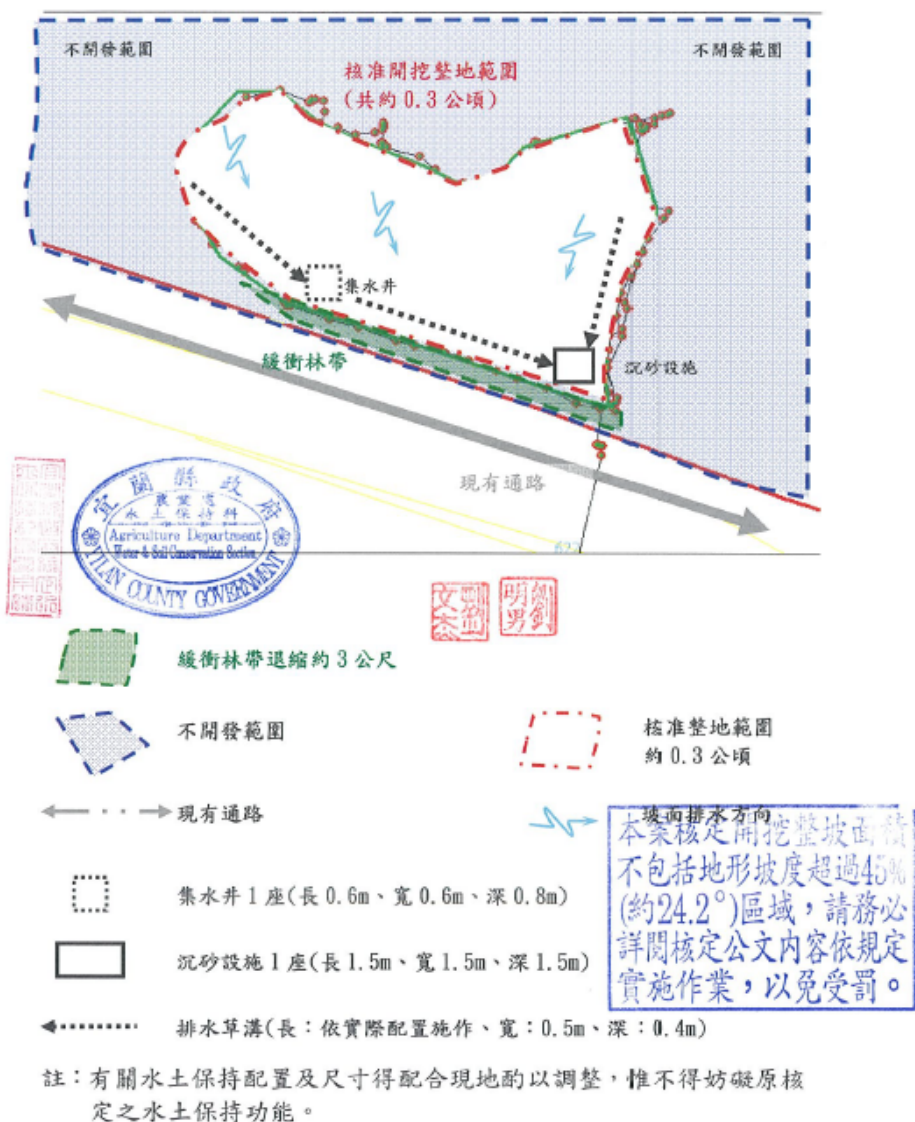 不開發範圍
不開發範圍
核准開挖整地範圍
(共約 0.3 公頃)
集水井
緩衝林帶
沉砂設施
現有通路
宜蘭縣政府
農業處
水土保持科
Agriculture Department
Water & Soil Conservation Section
YILAN COUNTY GOVERNMENT
緩衝林帶退縮約 3 公尺
不開發範圍
核准整地範圍
約 0.3 公頃
現有通路
坡面排水方向
本案核定開挖整坡面積
不包括地形坡度超過45%
(約24.2°)區域,請務必
詳閱核定公文內容依規定
實施作業,以免受罰。
集水井 1 座(長 0.6m、寬 0.6m、深 0.8m)
沉砂設施 1 座(長 1.5m、寬 1.5m、深 1.5m)
排水草溝(長:依實際配置施作、寬:0.5m、深:0.4m)
註:有關水土保持配置及尺寸得配合現地酌以調整,惟不得妨礙原核
定之水土保持功能。